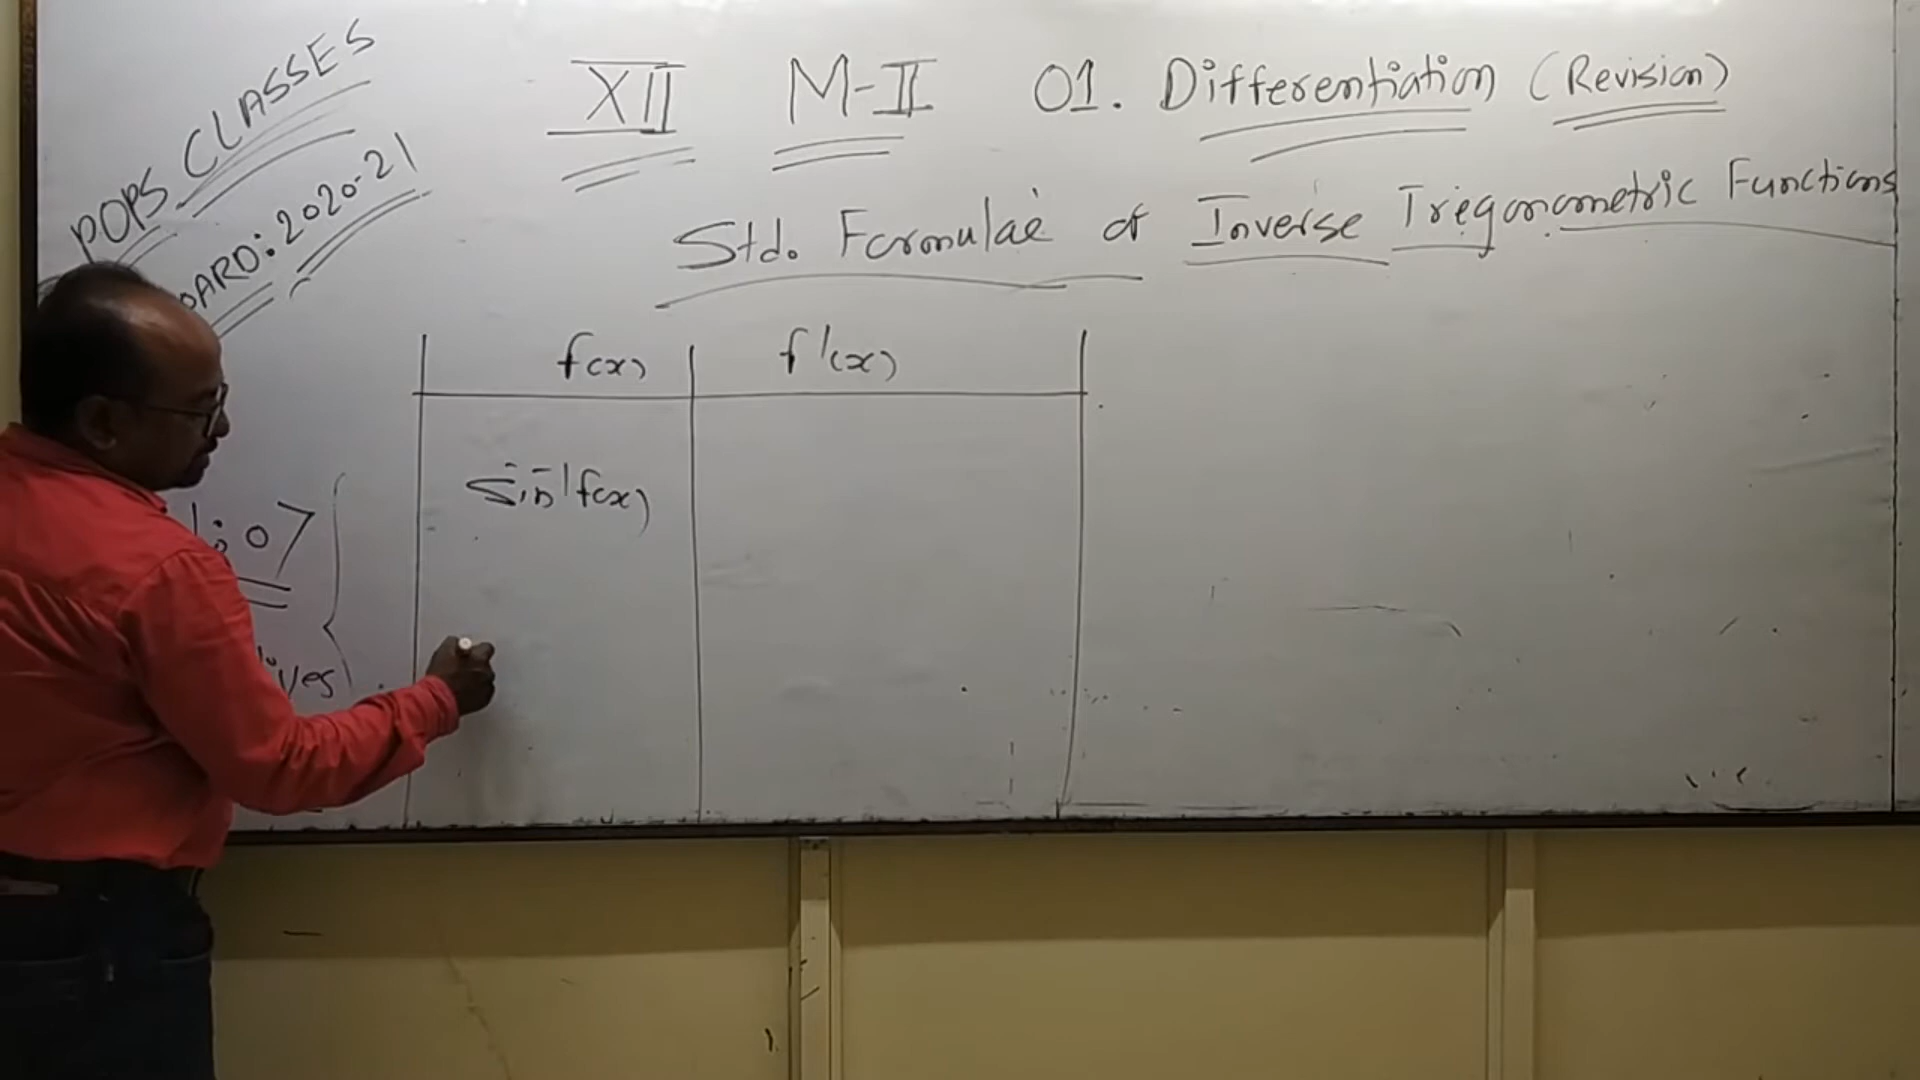 POPS CLASSES
XII M-II 01. Differentiation (Revision)
BOARD: 2020-21
Std. Formulae of Inverse Trigonometric Functions
f(x) f'(x)
sin⁻¹f(x)